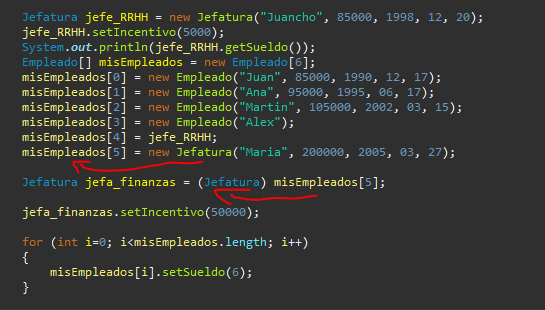 Jefatura jefe_RRHH = new Jefatura("Juancho", 85000, 1998, 12, 20);
jefe_RRHH.setIncentivo(5000);
System.out.println(jefe_RRHH.getSueldo());
Empleado[] misEmpleados = new Empleado[6];
misEmpleados[0] = new Empleado("Juan", 85000, 1990, 12, 17);
misEmpleados[1] = new Empleado("Ana", 95000, 1995, 06, 17);
misEmpleados[2] = new Empleado("Martin", 105000, 2002, 03, 15);
misEmpleados[3] = new Empleado("Alex");
misEmpleados[4] = jefe_RRHH;
misEmpleados[5] = new Jefatura("Maria", 200000, 2005, 03, 27);
Jefatura jefa_finanzas = (Jefatura) misEmpleados[5];
jefa_finanzas.setIncentivo(50000);
for (int i=0; i<misEmpleados.length; i++)
{
misEmpleados[i].setSueldo(6);
}